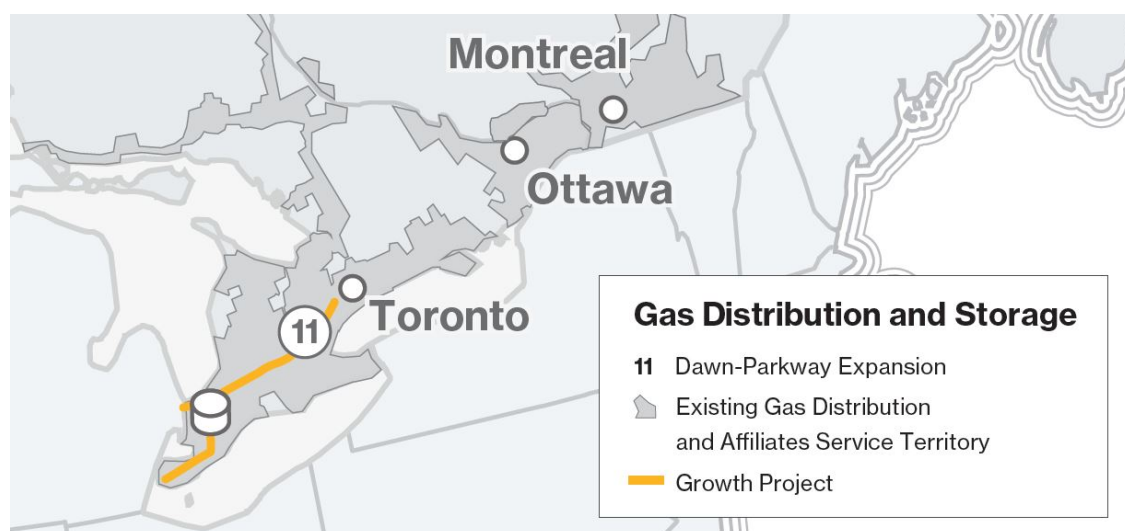 Montreal
Ottawa
Toronto
11
Gas Distribution and Storage
11 Dawn-Parkway Expansion
Existing Gas Distribution
and Affiliates Service Territory
Growth Project